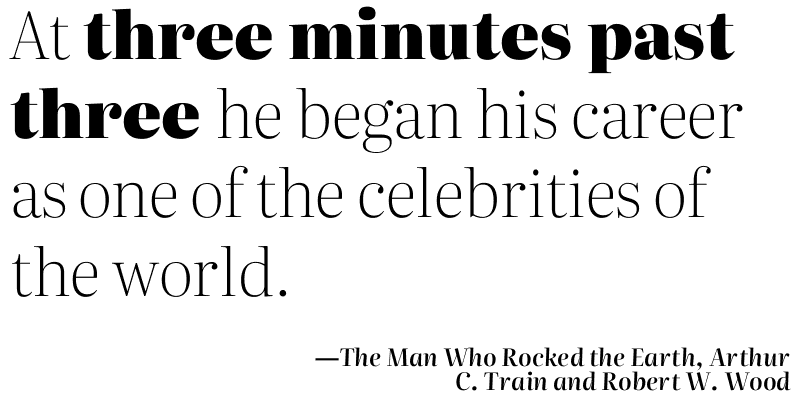 At three minutes past
three he began his career
as one of the celebrities of
the world.
—The Man Who Rocked the Earth, Arthur
C. Train and Robert W. Wood